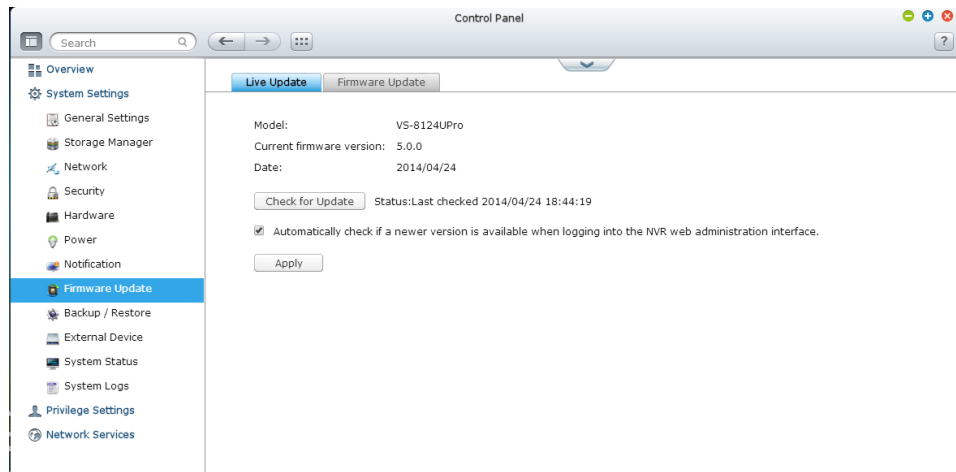 Control Panel
Search
?
Overview
System Settings
General Settings
Storage Manager
Network
Security
Hardware
Power
Notification
Firmware Update
Backup / Restore
External Device
System Status
System Logs
Privilege Settings
Network Services
Live Update
Firmware Update
Model: VS-8124UPro
Current firmware version: 5.0.0
Date: 2014/04/24
Check for Update Status:Last checked 2014/04/24 18:44:19
Automatically check if a newer version is available when logging into the NVR web administration interface.
Apply